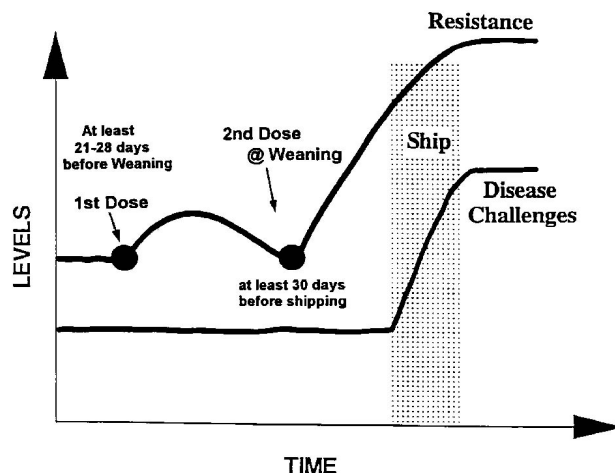 Resistance
At least
21-28 days
before Weaning
2nd Dose
@ Weaning
Ship
1st Dose
Disease
Challenges
LEVELS
at least 30 days
before shipping
TIME